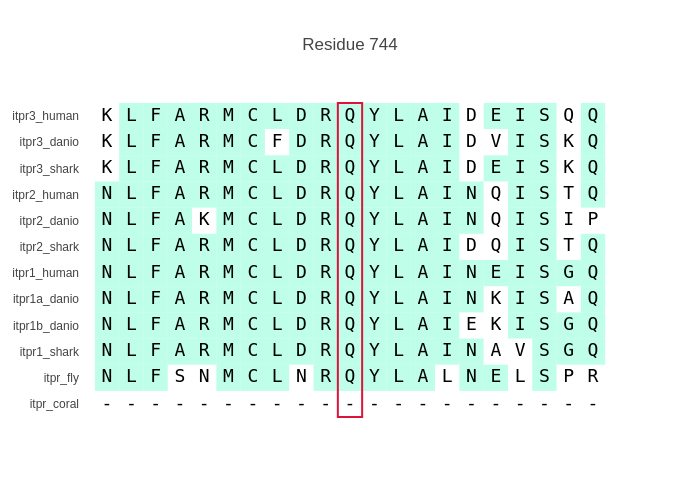 Residue 744
itpr3_human K L F A R M C L D R Q Y L A I D E I S Q Q
itpr3_danio K L F A R M C F D R Q Y L A I D V I S K Q
itpr3_shark K L F A R M C L D R Q Y L A I D E I S K Q
itpr2_human N L F A R M C L D R Q Y L A I N Q I S T Q
itpr2_danio N L F A K M C L D R Q Y L A I N Q I S I P
itpr2_shark N L F A R M C L D R Q Y L A I D Q I S T Q
itpr1_human N L F A R M C L D R Q Y L A I N E I S G Q
itpr1a_danio N L F A R M C L D R Q Y L A I N K I S A Q
itpr1b_danio N L F A R M C L D R Q Y L A I E K I S G Q
itpr1_shark N L F A R M C L D R Q Y L A I N A V S G Q
itpr_fly N L F S N M C L N R Q Y L A L N E L S P R
itpr_coral - - - - - - - - - - - - - - - - - - - - -